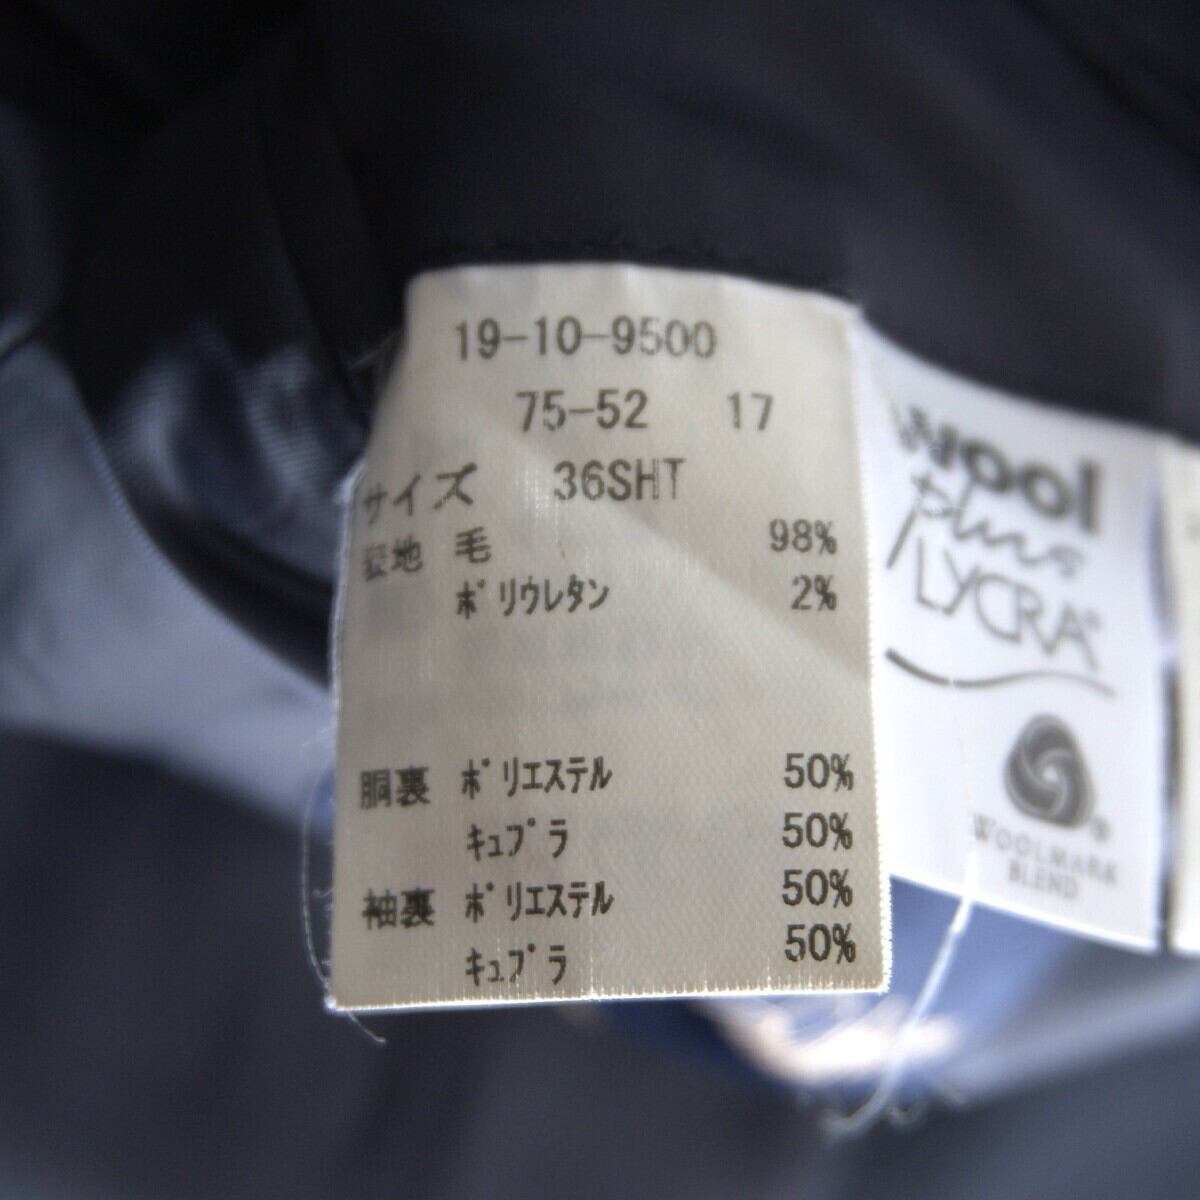 19-10-9500
75-52 17
サイズ 36SHT
表地 毛 98%
ポリウレタン 2%
胴裏 ポリエステル 50%
キュプラ 50%
袖裏 ポリエステル 50%
キュプラ 50%
Wool
plus
LYCRA®
WOOLMARK
BLEND